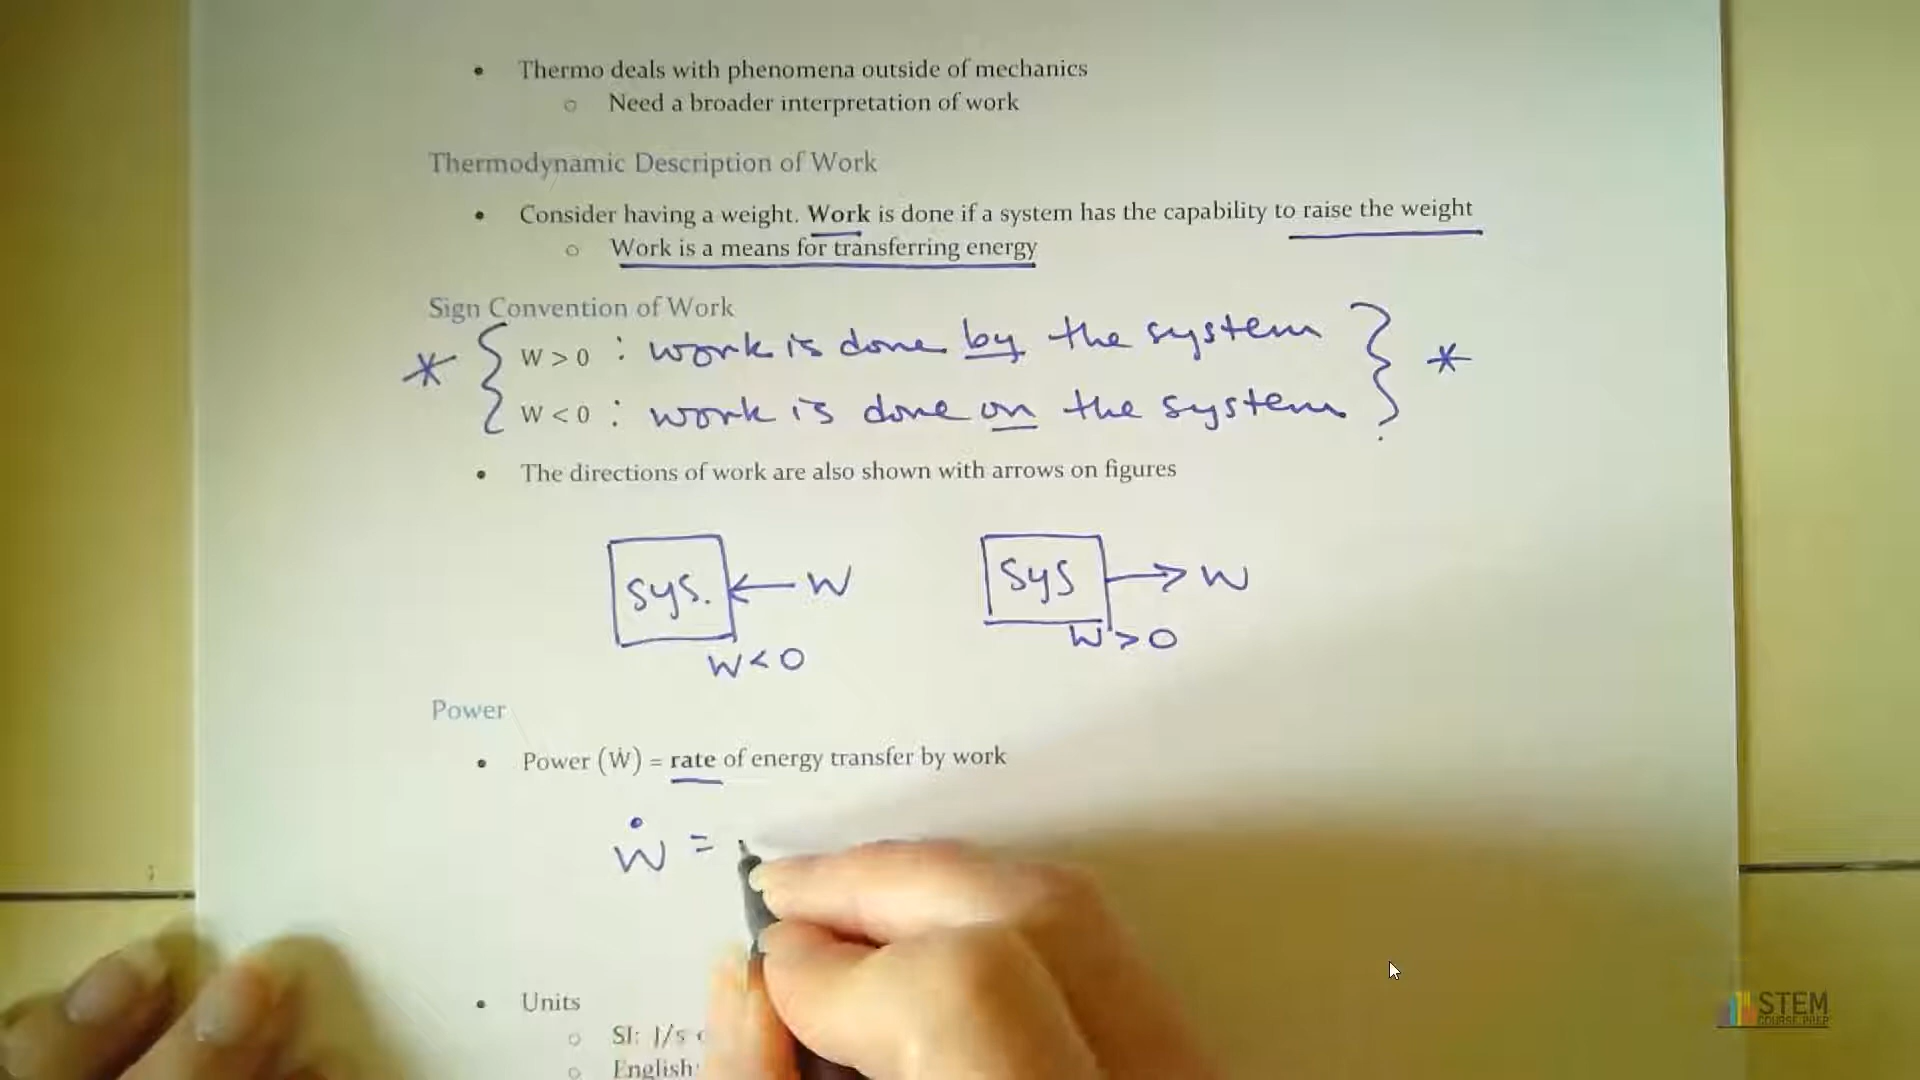 • Thermo deals with phenomena outside of mechanics
o Need a broader interpretation of work
Thermodynamic Description of Work
• Consider having a weight. Work is done if a system has the capability to raise the weight
o Work is a means for transferring energy
Sign Convention of Work
* { W > 0 : work is done by the system } *
W < 0 : work is done on the system.
• The directions of work are also shown with arrows on figures
sys. ← W
W < 0
sys → W
W > 0
Power
• Power (Ẇ) = rate of energy transfer by work
Ẇ =
• Units
o SI: J/s
o English:
STEM
COURSE PREP